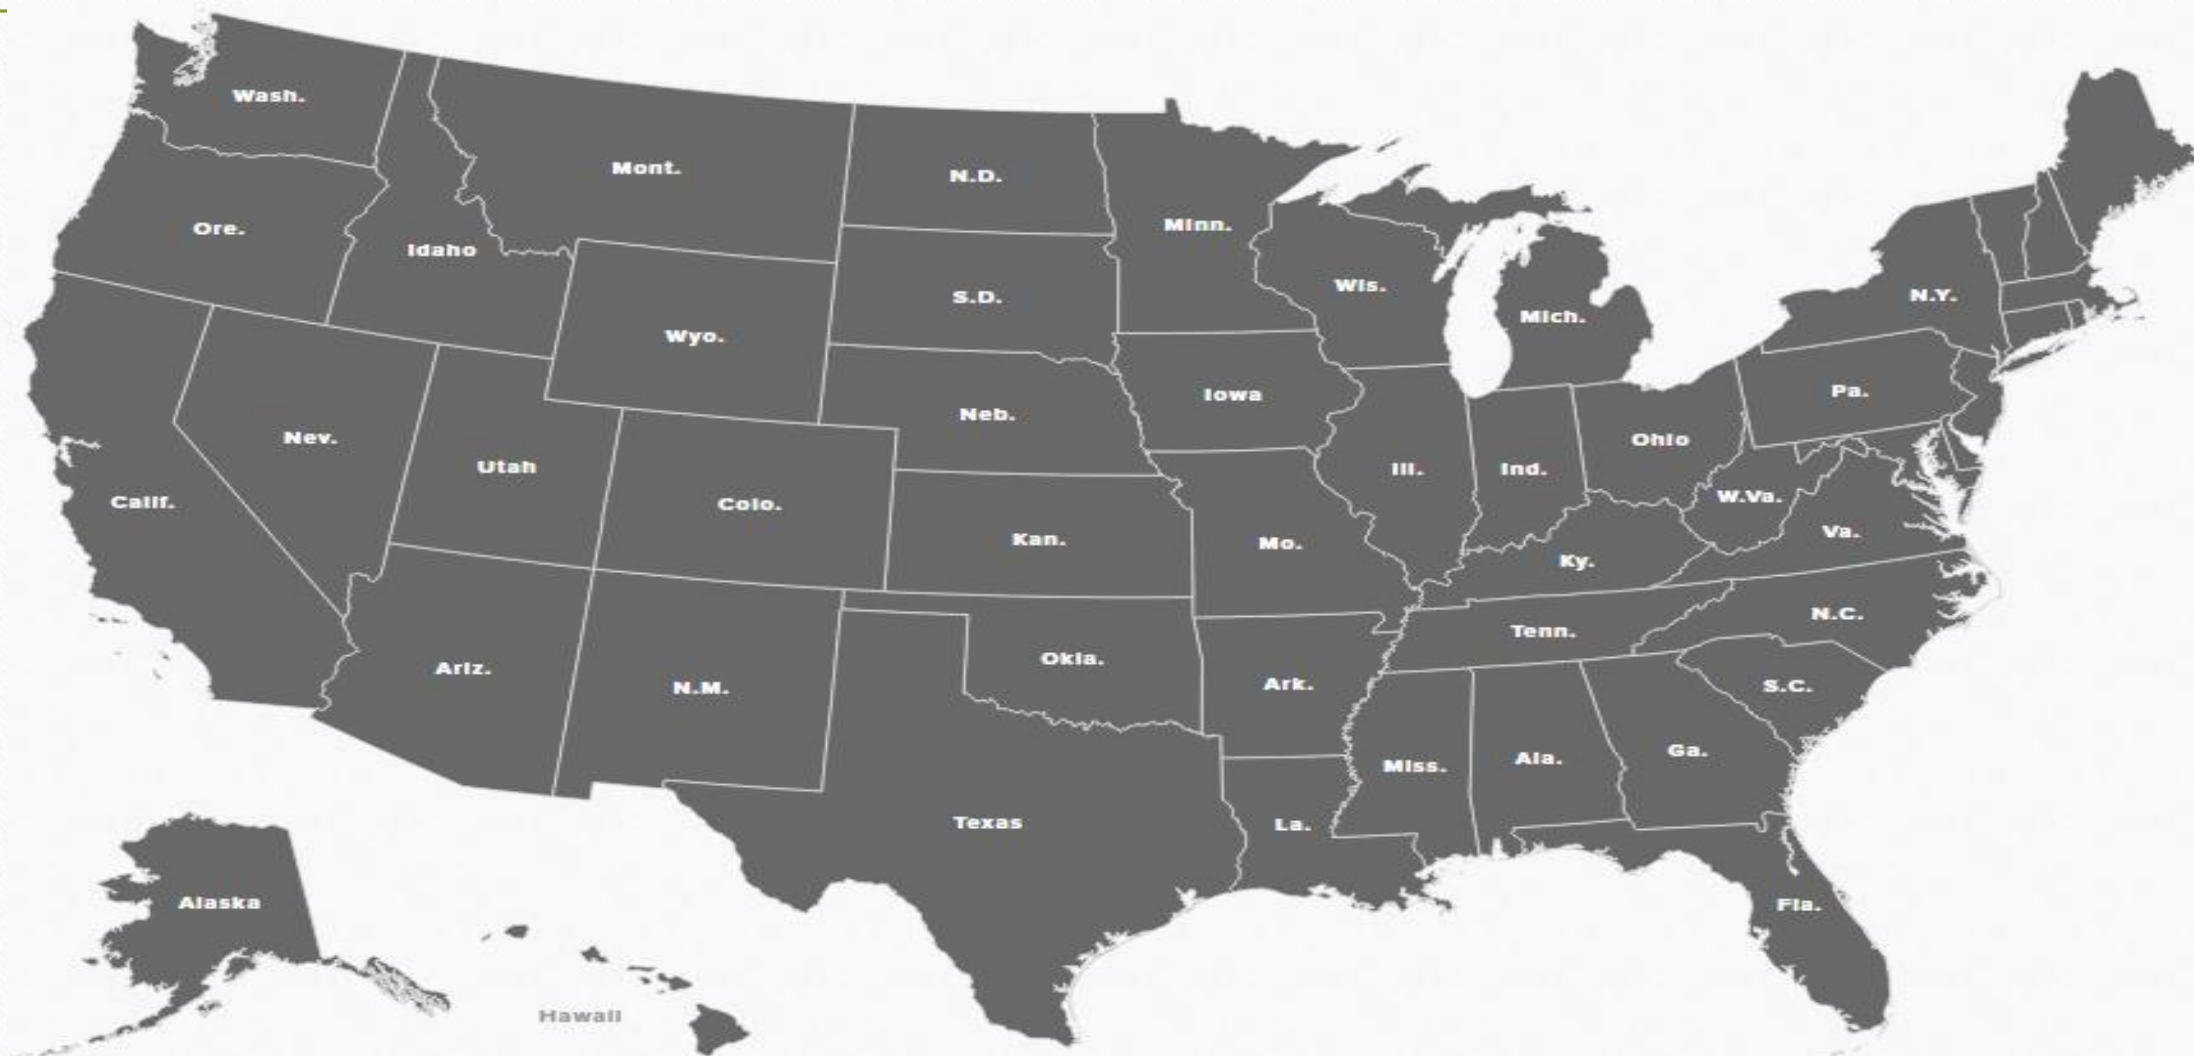 Wash.
Mont.
N.D.
Minn.
Ore.
Idaho
Wis.
N.Y.
S.D.
Mich.
Wyo.
Pa.
Iowa
Neb.
Nev.
Ohio
Utah
Ill.
Ind.
W.Va.
Calif.
Colo.
Va.
Kan.
Mo.
Ky.
N.C.
Tenn.
Okla.
Ariz.
Ark.
S.C.
N.M.
Ga.
Ala.
Miss.
Texas
La.
Alaska
Fla.
Hawaii